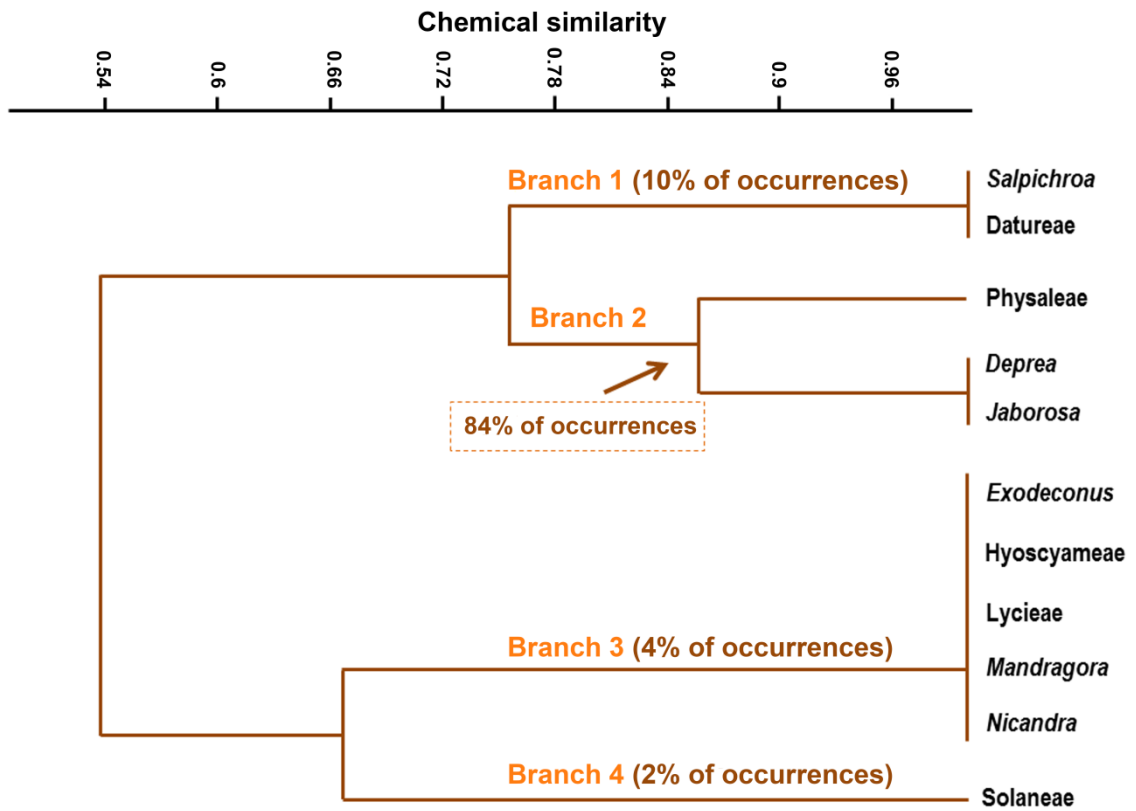 Chemical similarity
0.54
0.6
0.66
0.72
0.78
0.84
0.9
0.96
Branch 1 (10% of occurrences)
Salpichroa
Datureae
Physaleae
Branch 2
Deprea
Jaborosa
84% of occurrences
Exodeconus
Hyoscyameae
Lycieae
Branch 3 (4% of occurrences)
Mandragora
Nicandra
Branch 4 (2% of occurrences)
Solaneae